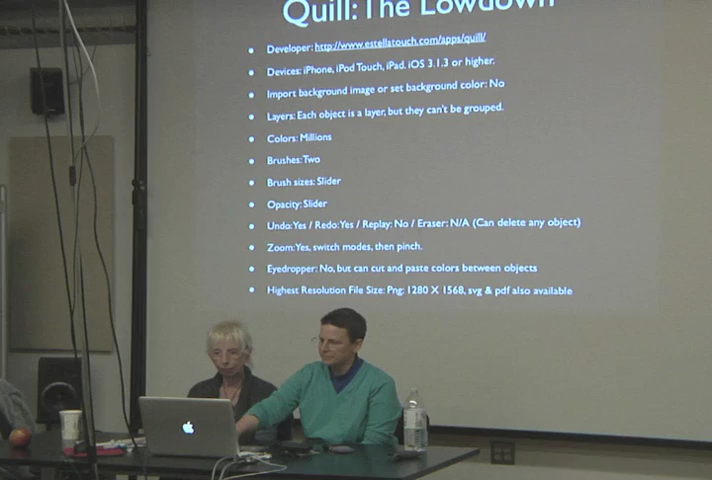 Quill: The Lowdown
Developer: http://www.estellatouch.com/apps/quill/
Devices: iPhone, iPod Touch, iPad. iOS 3.1.3 or higher.
Import background image or set background color: No
Layers: Each object is a layer, but they can't be grouped.
Colors: Millions
Brushes: Two
Brush sizes: Slider
Opacity: Slider
Undo: Yes / Redo: Yes / Replay: No / Eraser: N/A (Can delete any object)
Zoom: Yes, switch modes, then pinch.
Eyedropper: No, but can cut and paste colors between objects
Highest Resolution File Size: Png: 1280 X 1568, svg & pdf also available